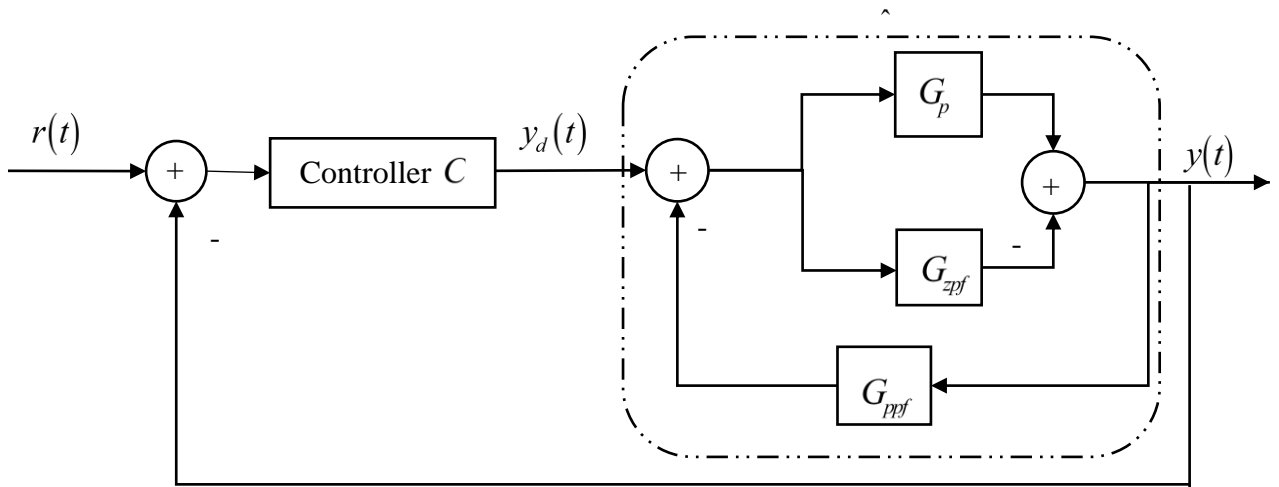 ^
r(t)
+
-
Controller C
y_d(t)
+
-
G_p
G_zpf
-
+
G_ppf
y(t)